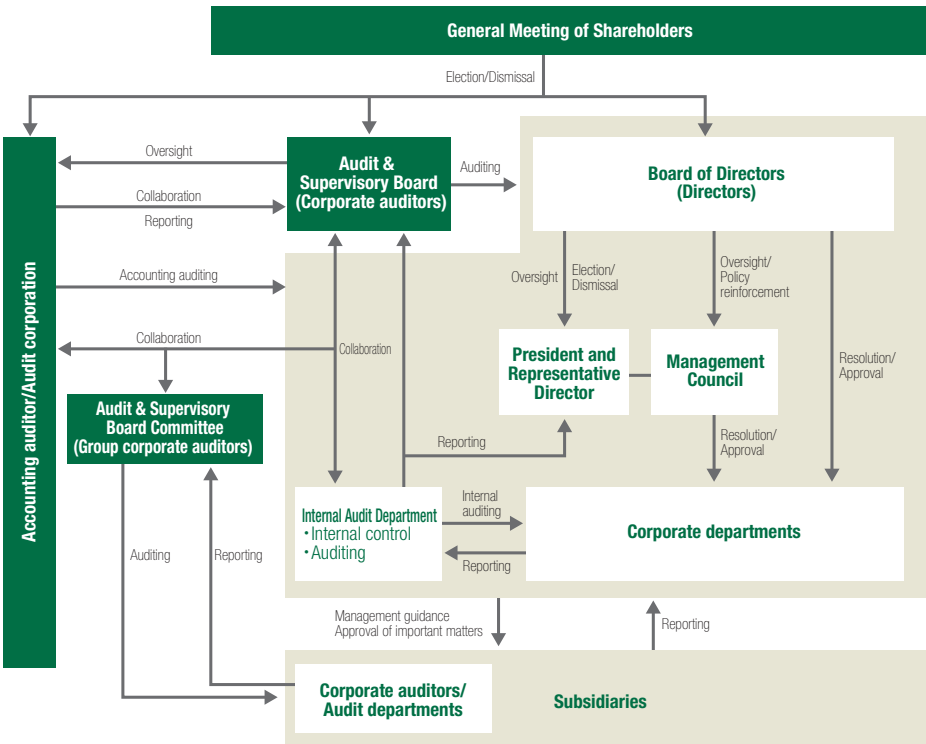 General Meeting of Shareholders
Election/Dismissal
Accounting auditor/Audit corporation
Oversight
Audit &
Supervisory Board
(Corporate auditors)
Auditing
Board of Directors
(Directors)
Collaboration
Reporting
Accounting auditing
Oversight
Election/
Dismissal
Oversight/
Policy
reinforcement
Collaboration
Collaboration
President and
Representative
Director
Management
Council
Resolution/
Approval
Audit & Supervisory
Board Committee
(Group corporate auditors)
Reporting
Resolution/
Approval
Internal Audit Department
・Internal control
・Auditing
Internal
auditing
Reporting
Corporate departments
Auditing
Reporting
Management guidance
Approval of important matters
Reporting
Corporate auditors/
Audit departments
Subsidiaries